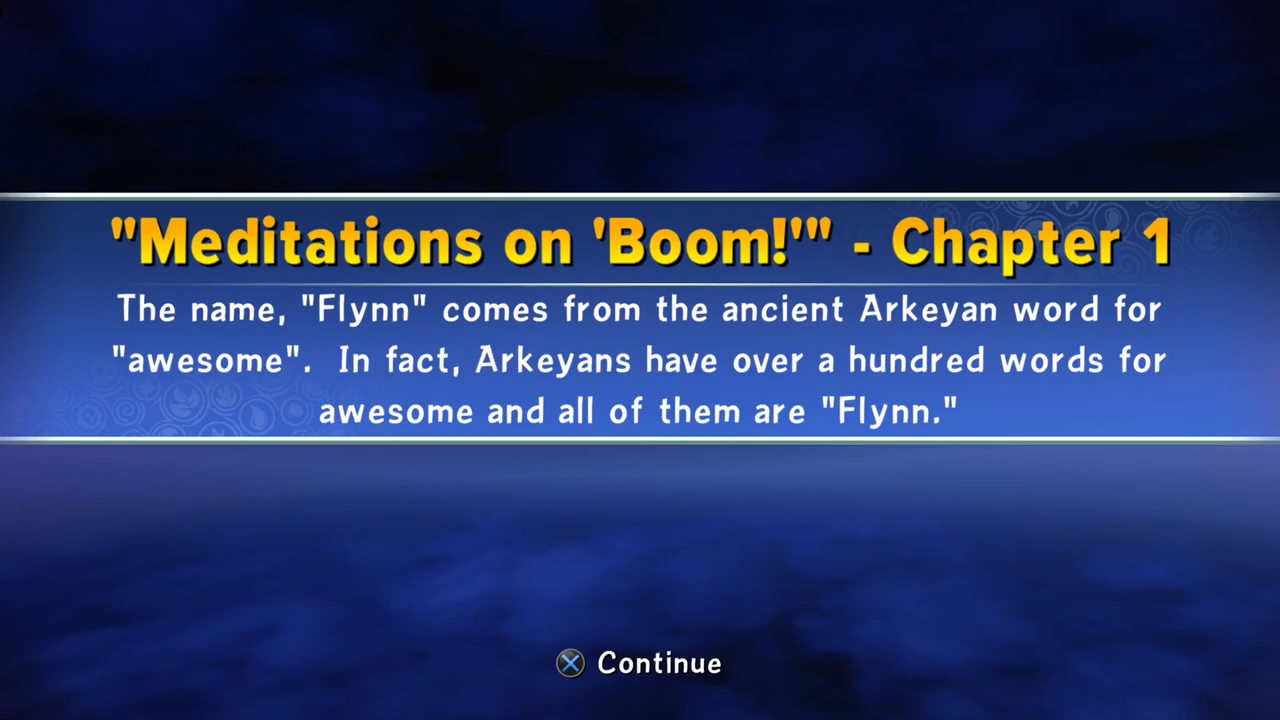 "Meditations on 'Boom!'" - Chapter 1
The name, "Flynn" comes from the ancient Arkeyan word for
"awesome".  In fact, Arkeyans have over a hundred words for
awesome and all of them are "Flynn."
Continue